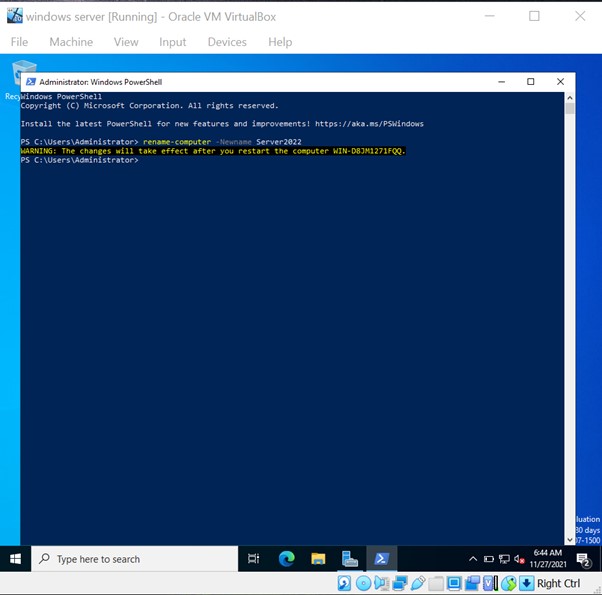 windows server [Running] - Oracle VM VirtualBox
File Machine View Input Devices Help
Administrator: Windows PowerShell
Recy
Windows PowerShell
Copyright (C) Microsoft Corporation. All rights reserved.
Install the latest PowerShell for new features and improvements! https://aka.ms/PSWindows
PS C:\Users\Administrator> rename-computer -Newname Server2022
WARNING: The changes will take effect after you restart the computer WIN-D8JM1271FQQ.
PS C:\Users\Administrator>
luation
80 days
07-1500
Type here to search
6:44 AM
11/27/2021
2
Right Ctrl